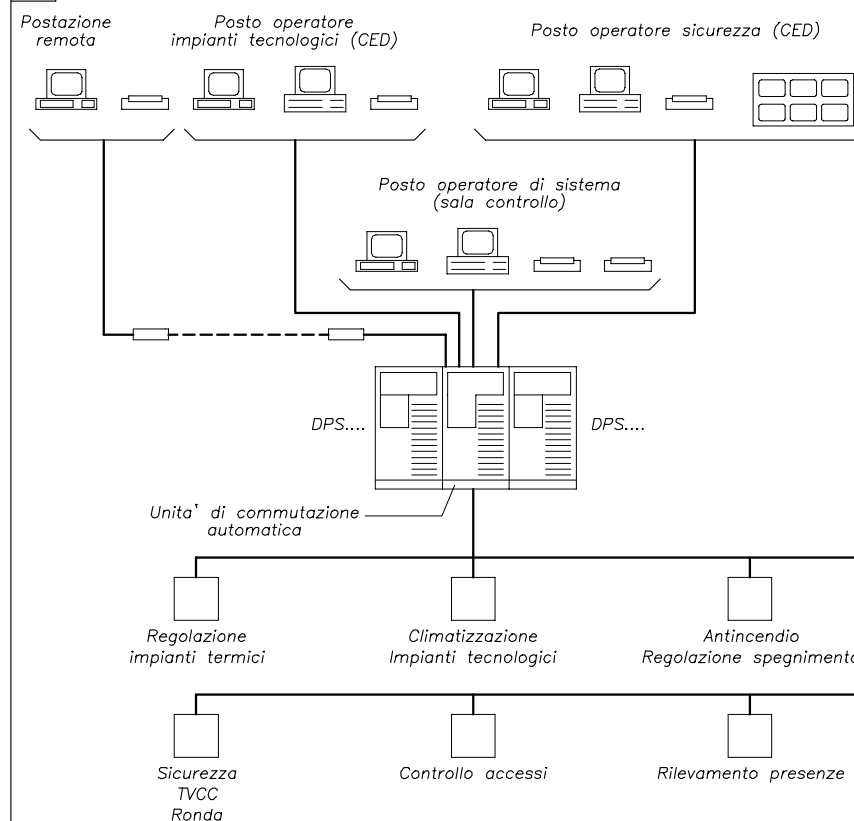 Postazione
remota
Posto operatore
impianti tecnologici (CED)
Posto operatore sicurezza (CED)
Posto operatore di sistema
(sala controllo)
DPS....
DPS....
Unita' di commutazione
automatica
Regolazione
impianti termici
Climatizzazione
Impianti tecnologici
Antincendio
Regolazione spegnimento
Sicurezza
TVCC
Ronda
Controllo accessi
Rilevamento presenze